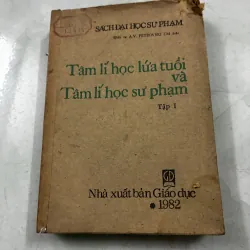 SÁCH ĐẠI HỌC SƯ PHẠM
Tâm lí học lứa tuổi
và
Tâm lí học sư phạm
Tập I
Nhà xuất bản Giáo dục
• 1982